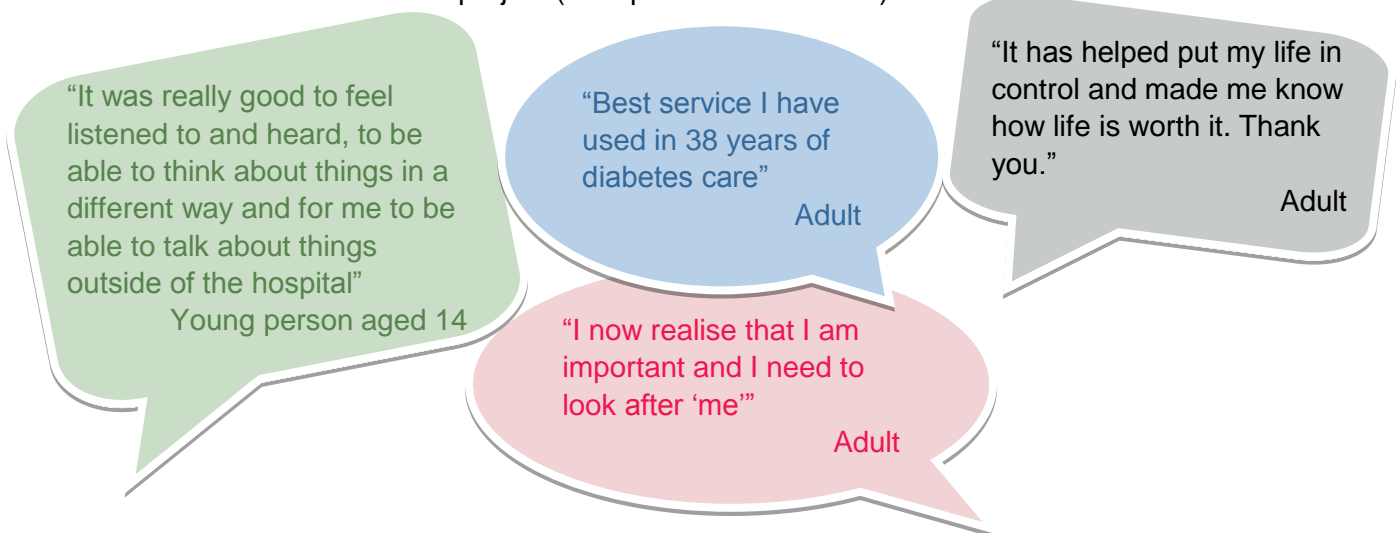 “It was really good to feel
listened to and heard, to be
able to think about things in a
different way and for me to be
able to talk about things
outside of the hospital”
Young person aged 14
“Best service I have
used in 38 years of
diabetes care”
Adult
“It has helped put my life in
control and made me know
how life is worth it. Thank
you.”
Adult
“I now realise that I am
important and I need to
look after ‘me’”
Adult